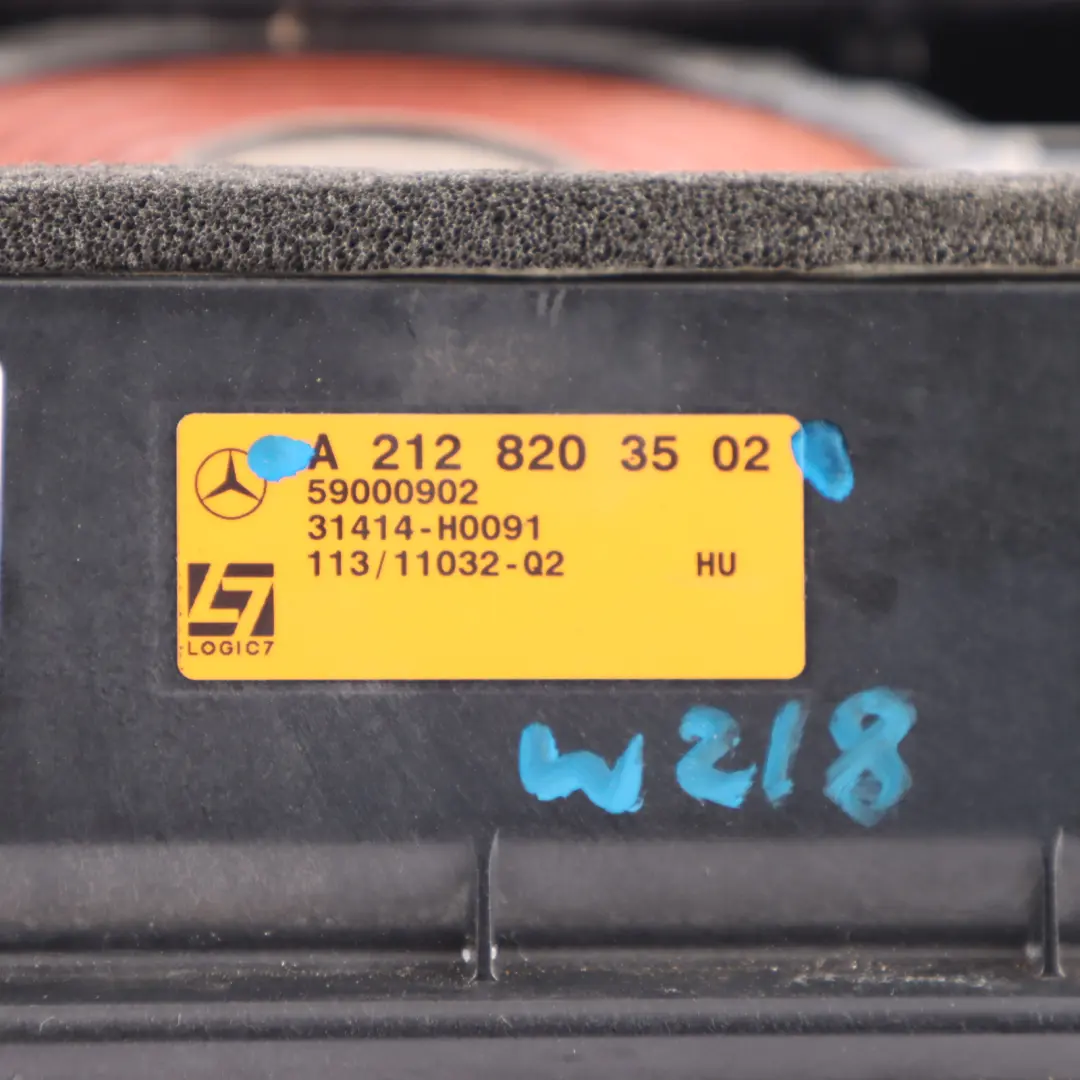 A 212 820 35 02
59000902
31414-H0091
113/11032-Q2 HU
LOGIC7
W218